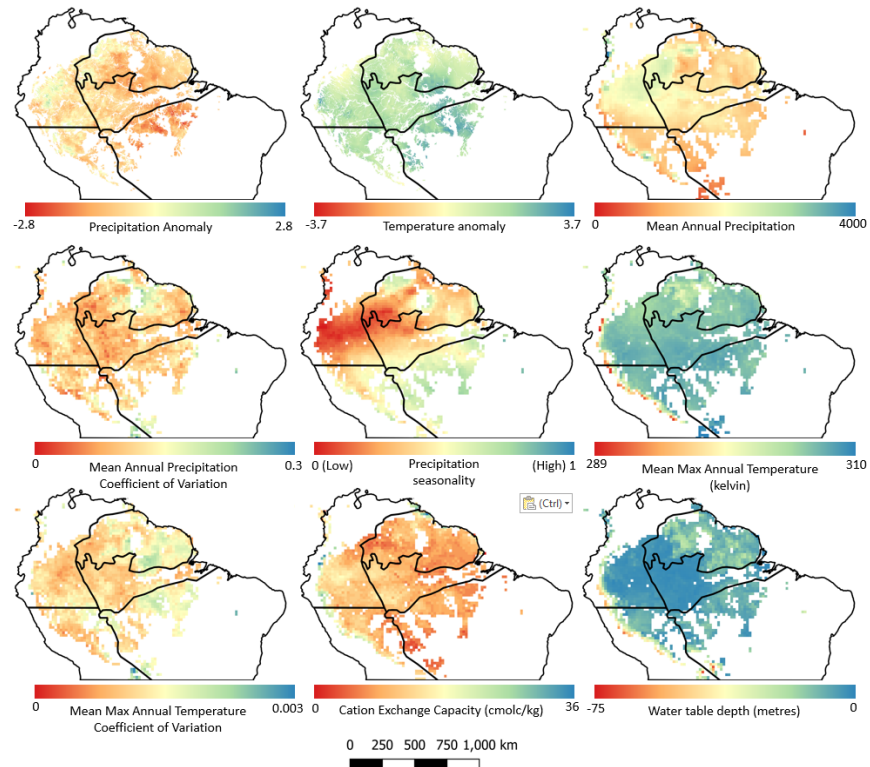 -2.8 2.8
Precipitation Anomaly
-3.7 3.7
Temperature anomaly
0 4000
Mean Annual Precipitation
0 0.3
Mean Annual Precipitation
Coefficient of Variation
0 (Low) (High) 1
Precipitation
seasonality
289 310
Mean Max Annual Temperature
(kelvin)
(Ctrl)
0 0.003
Mean Max Annual Temperature
Coefficient of Variation
0 36
Cation Exchange Capacity (cmolc/kg)
-75 0
Water table depth (metres)
0 250 500 750 1,000 km